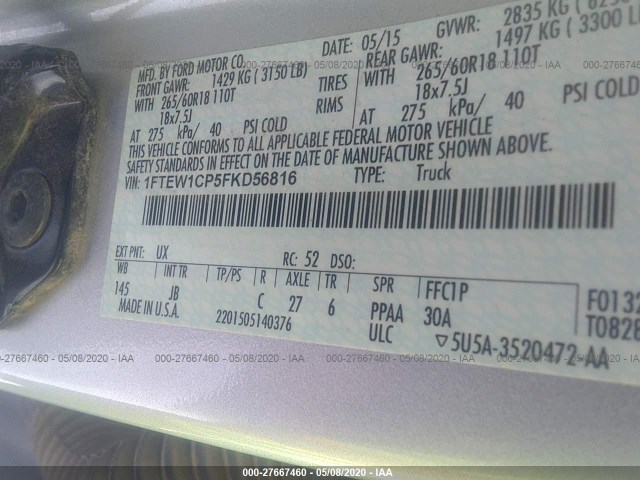 MFD. BY FORD MOTOR CO.
DATE: 05/15
GVWR: 2835 KG
FRONT GAWR: 1429 KG ( 3150 LB)
REAR GAWR: 1497 KG ( 3300 LB
WITH 265/60R18 110T
TIRES
WITH 265/60R18 110T
18x7.5J
RIMS
18x7.5J
AT 275 kPa/ 40 PSI COLD
AT 275 kPa/ 40 PSI COLD
THIS VEHICLE CONFORMS TO ALL APPLICABLE FEDERAL MOTOR VEHICLE
SAFETY STANDARDS IN EFFECT ON THE DATE OF MANUFACTURE SHOWN ABOVE.
VIN: 1FTEW1CP5FKD56816
TYPE: Truck
EXT PNT: UX RC: 52 DSO:
WB INT TR TP/PS R AXLE TR SPR FFC1P
145 JB C 27 6 PPAA 30A
MADE IN U.S.A.
2201505140376
ULC
▽5U5A-3520472-AA
F0132
T0826
000-27667460 - 05/08/2020 - IAA